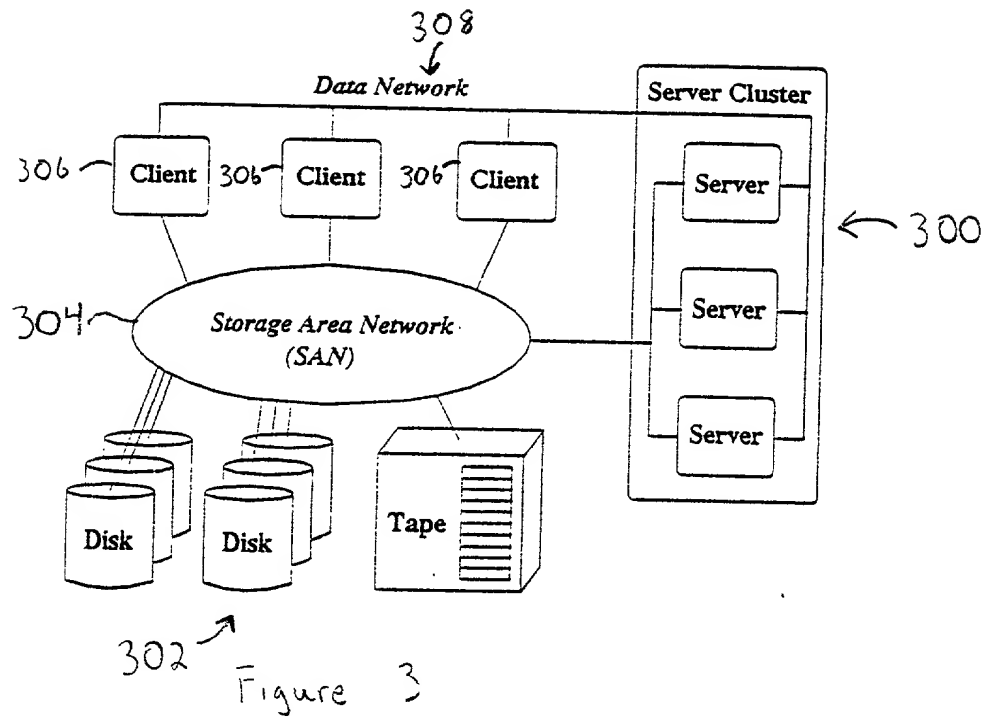 308
Data Network
Server Cluster
306 Client 306 Client 306 Client
Server
300
304
Storage Area Network
(SAN)
Server
Server
Disk Disk Tape
302
Figure 3